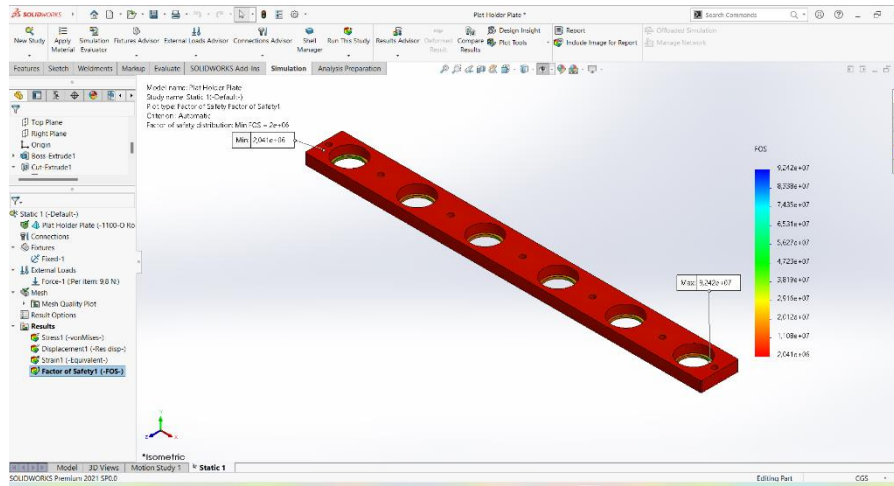 SOLIDWORKS
Plot Holder Plate *
Search Commands
New Study
Apply Material
Simulation Evaluator
Fixtures Advisor
External Loads Advisor
Connections Advisor
Shell Manager
Run This Study
Results Advisor
Deformed Result
Compare Results
Design Insight
Plot Tools
Report
Include Image for Report
Offloaded Simulation
Manage Network
Features Sketch Weldments Markup Evaluate SOLIDWORKS Add-Ins Simulation Analysis Preparation
Model name: Plat Holder Plate
Study name: Static 1(-Default-)
Plot type: Factor of Safety Factor of Safety1
Criterion : Automatic
Factor of safety distribution: Min FOS = 2e+06
Top Plane
Right Plane
Origin
Boss-Extrude1
Cut-Extrude1
Min: 2,041e+06
Max: 9,242e+07
FOS
9,242e+07
8,338e+07
7,435e+07
6,531e+07
5,627e+07
4,723e+07
3,819e+07
2,915e+07
2,012e+07
1,108e+07
2,041e+06
Static 1 (-Default-)
Plat Holder Plate (-1100-O Ro
Connections
Fixtures
Fixed-1
External Loads
Force-1 (:Per item: 9,8 N:)
Mesh
Mesh Quality Plot
Result Options
Results
Stress1 (-vonMises-)
Displacement1 (-Res disp-)
Strain1 (-Equivalent-)
Factor of Safety1 (-FOS-)
*Isometric
Model 3D Views Motion Study 1 Static 1
SOLIDWORKS Premium 2021 SP0.0
Editing Part
CGS